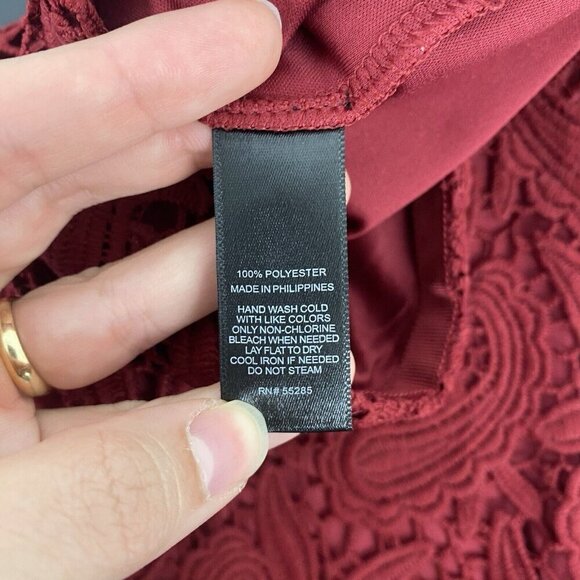 100% POLYESTER
MADE IN PHILIPPINES
HAND WASH COLD
WITH LIKE COLORS
ONLY NON-CHLORINE
BLEACH WHEN NEEDED
LAY FLAT TO DRY
COOL IRON IF NEEDED
DO NOT STEAM
RN# 55285